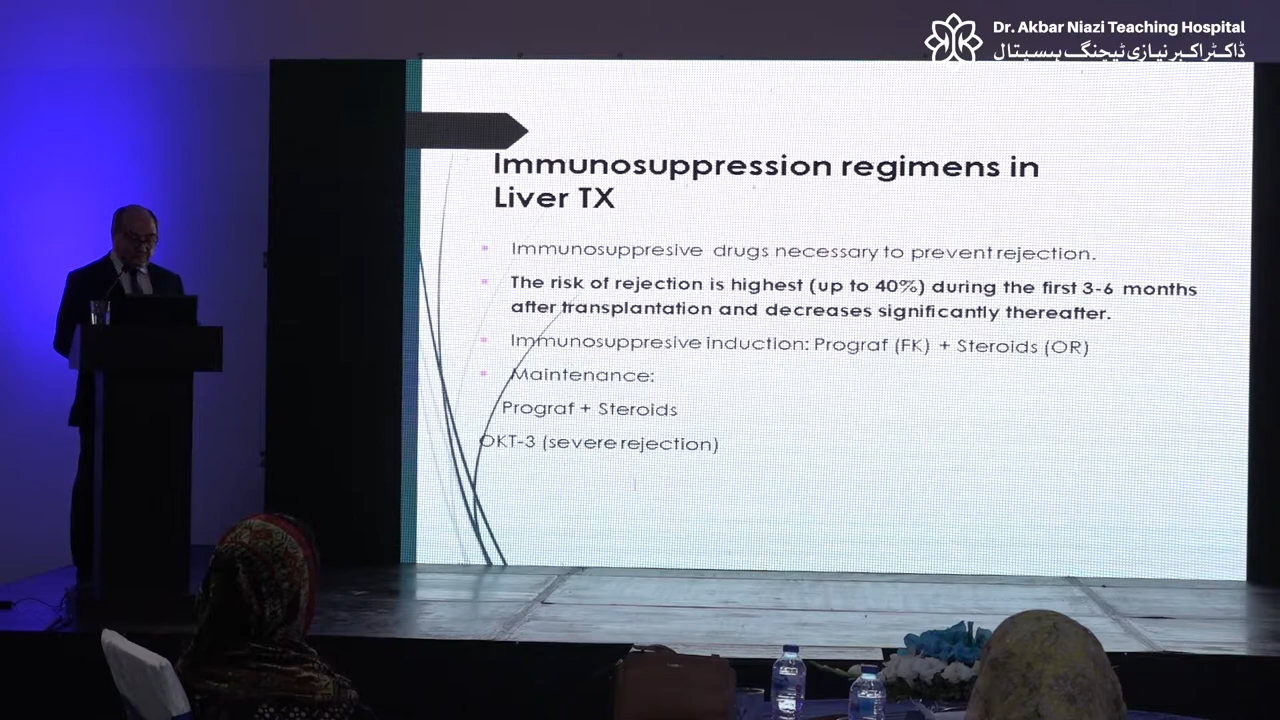 Dr. Akbar Niazi Teaching Hospital
ڈاکٹر اکبر نیازی ٹیچنگ ہسپتال
Immunosuppression regimens in
Liver TX
Immunosuppresive drugs necessary to prevent rejection.
The risk of rejection is highest (up to 40%) during the first 3-6 months
after transplantation and decreases significantly thereafter.
Immunosuppresive induction: Prograf (FK) + Steroids (OR)
Maintenance:
Prograf + Steroids
OKT-3 (severe rejection)